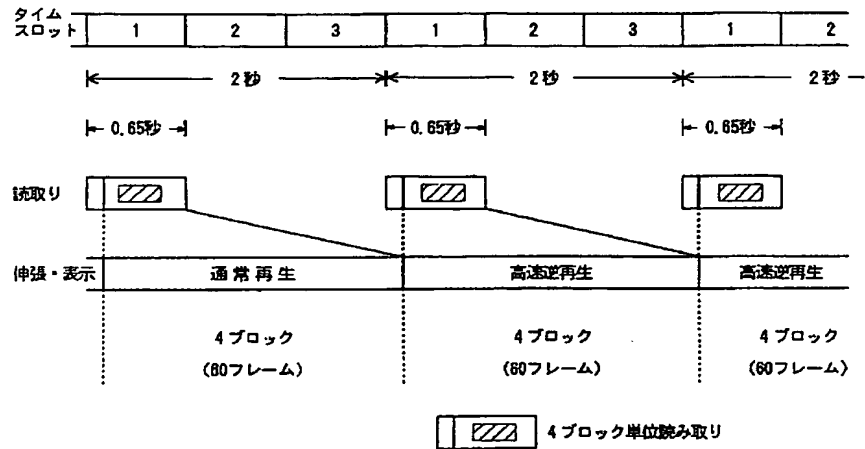 タイム
スロット 1 2 3 1 2 3 1 2
2秒 2秒 2秒
0.65秒 0.65秒 0.65秒
読取り
伸張・表示 通常再生 高速逆再生 高速逆再生
4ブロック 4ブロック 4ブロック
(60フレーム) (60フレーム) (60フレーム)
4ブロック単位読み取り